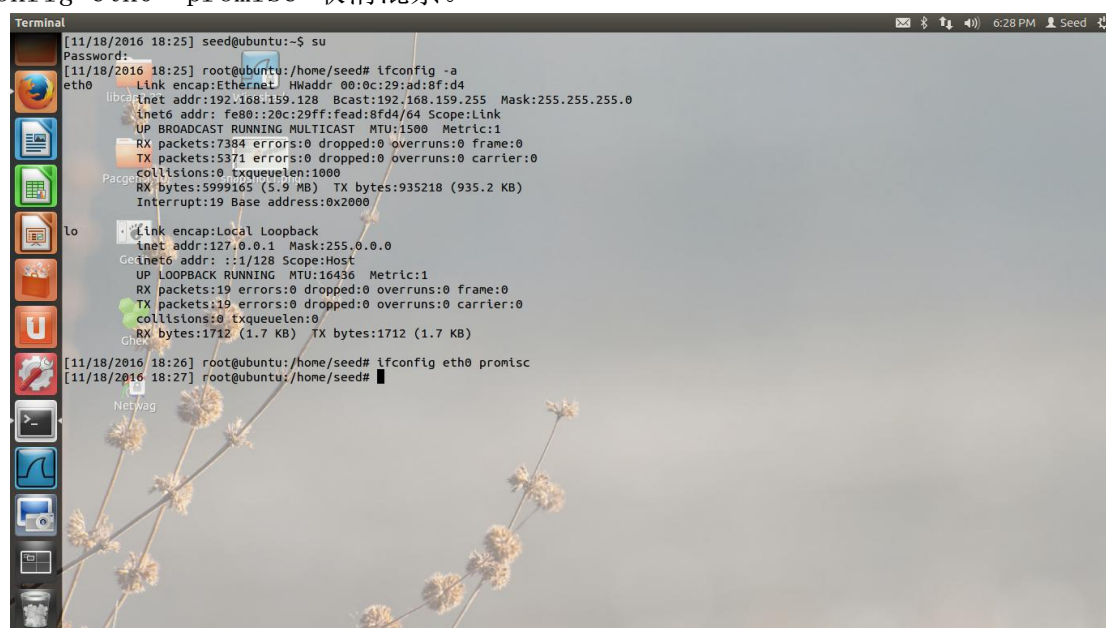 onfig eth0 -promisc 取消混杂。
Terminal
6:28 PM Seed
[11/18/2016 18:25] seed@ubuntu:~$ su
Password:
[11/18/2016 18:25] root@ubuntu:/home/seed# ifconfig -a
eth0 Link encap:Ethernet HWaddr 00:0c:29:ad:8f:d4
inet addr:192.168.159.128 Bcast:192.168.159.255 Mask:255.255.255.0
inet6 addr: fe80::20c:29ff:fead:8fd4/64 Scope:Link
UP BROADCAST RUNNING MULTICAST MTU:1500 Metric:1
RX packets:7384 errors:0 dropped:0 overruns:0 frame:0
TX packets:5371 errors:0 dropped:0 overruns:0 carrier:0
collisions:0 txqueuelen:1000
RX bytes:5999165 (5.9 MB) TX bytes:935218 (935.2 KB)
Interrupt:19 Base address:0x2000
lo Link encap:Local Loopback
inet addr:127.0.0.1 Mask:255.0.0.0
inet6 addr: ::1/128 Scope:Host
UP LOOPBACK RUNNING MTU:16436 Metric:1
RX packets:19 errors:0 dropped:0 overruns:0 frame:0
TX packets:19 errors:0 dropped:0 overruns:0 carrier:0
collisions:0 txqueuelen:0
RX bytes:1712 (1.7 KB) TX bytes:1712 (1.7 KB)
[11/18/2016 18:26] root@ubuntu:/home/seed# ifconfig eth0 promisc
[11/18/2016 18:27] root@ubuntu:/home/seed#
Netwag